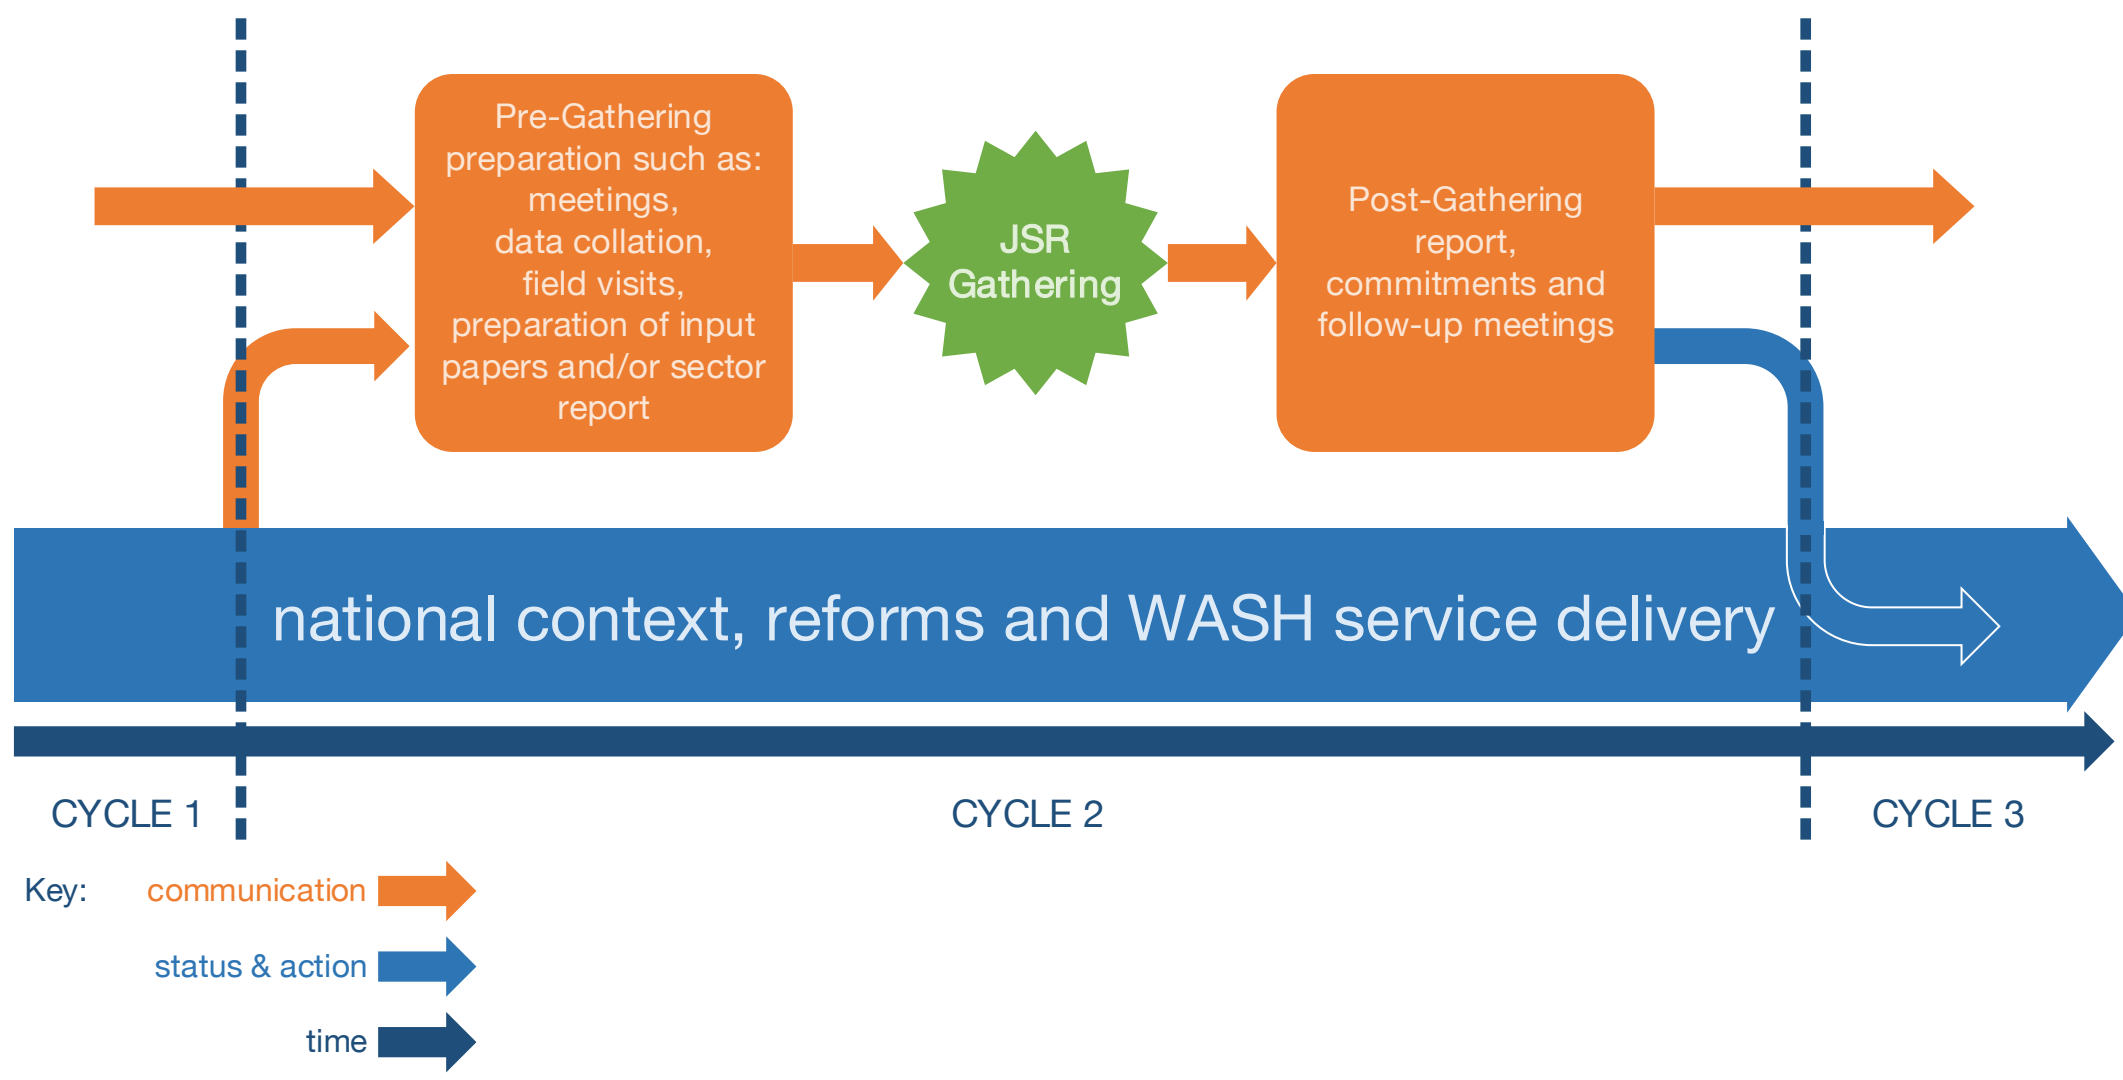 Pre-Gathering
preparation such as:
meetings,
data collation,
field visits,
preparation of input
papers and/or sector
report
JSR
Gathering
Post-Gathering
report,
commitments and
follow-up meetings
national context, reforms and WASH service delivery
CYCLE 1
CYCLE 2
CYCLE 3
Key:
communication
status & action
time